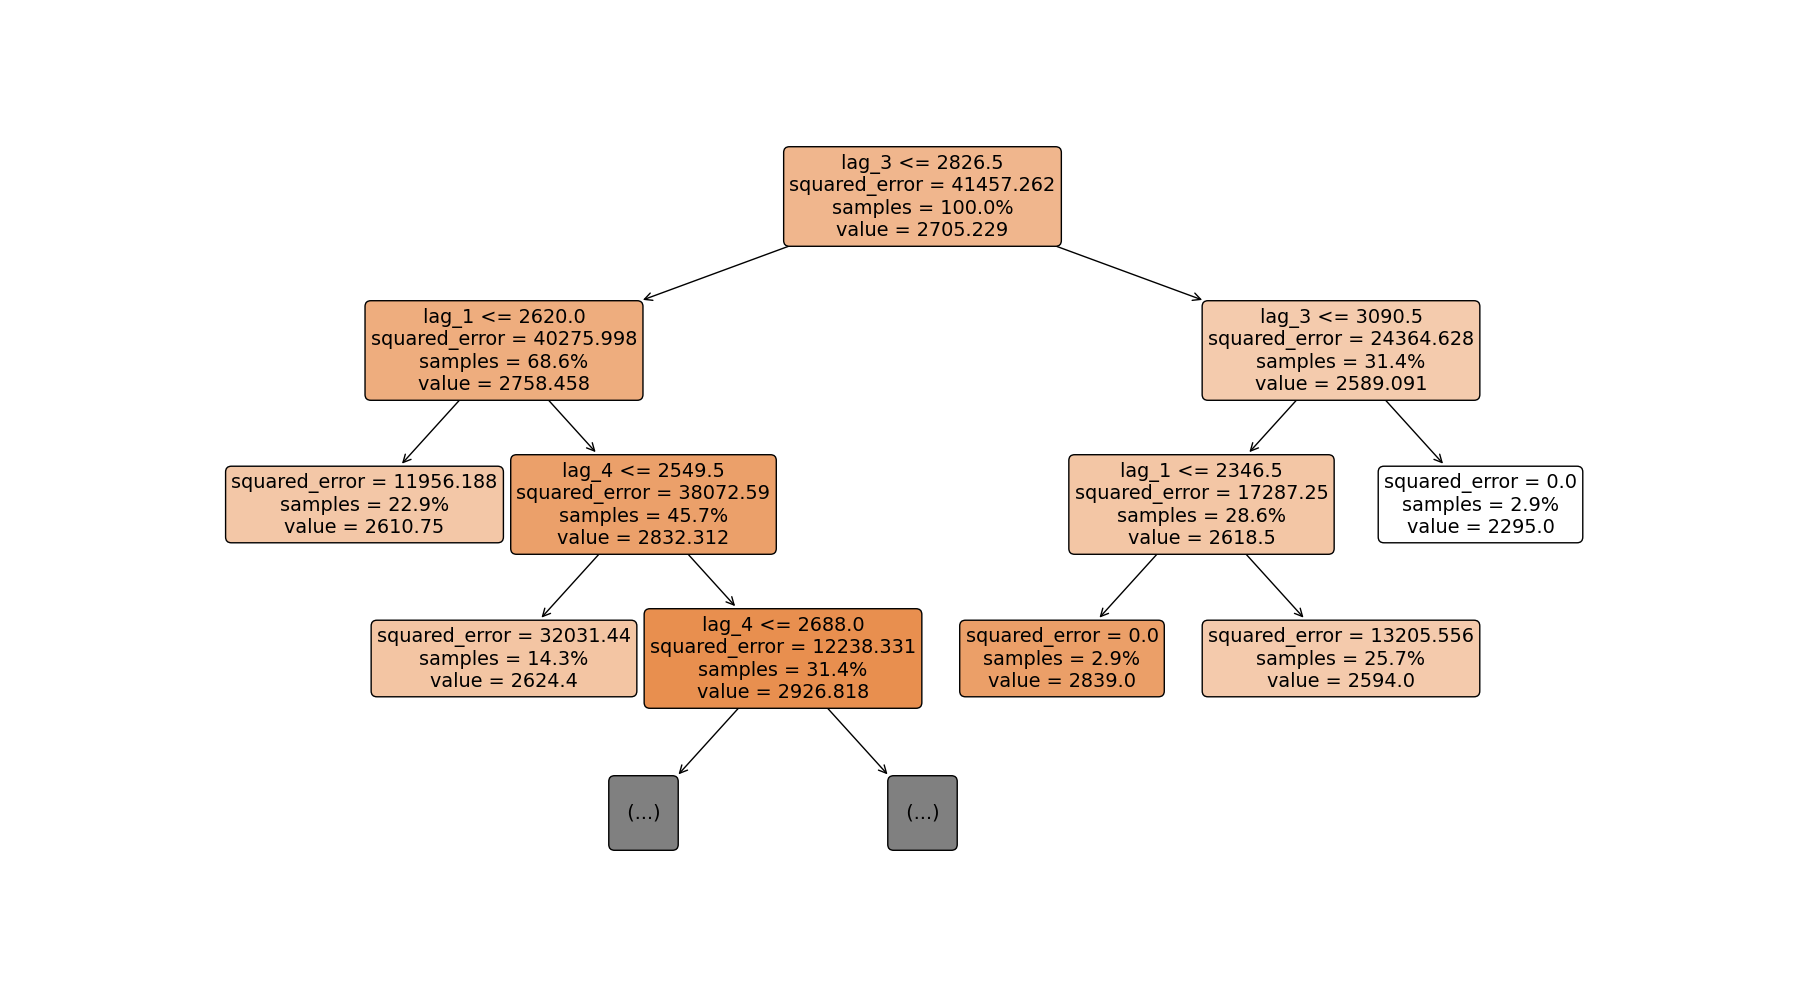 lag_3 <= 2826.5
squared_error = 41457.262
samples = 100.0%
value = 2705.229
lag_1 <= 2620.0
squared_error = 40275.998
samples = 68.6%
value = 2758.458
lag_3 <= 3090.5
squared_error = 24364.628
samples = 31.4%
value = 2589.091
squared_error = 11956.188
samples = 22.9%
value = 2610.75
lag_4 <= 2549.5
squared_error = 38072.59
samples = 45.7%
value = 2832.312
lag_1 <= 2346.5
squared_error = 17287.25
samples = 28.6%
value = 2618.5
squared_error = 0.0
samples = 2.9%
value = 2295.0
squared_error = 32031.44
samples = 14.3%
value = 2624.4
lag_4 <= 2688.0
squared_error = 12238.331
samples = 31.4%
value = 2926.818
squared_error = 0.0
samples = 2.9%
value = 2839.0
squared_error = 13205.556
samples = 25.7%
value = 2594.0
(...)
(...)